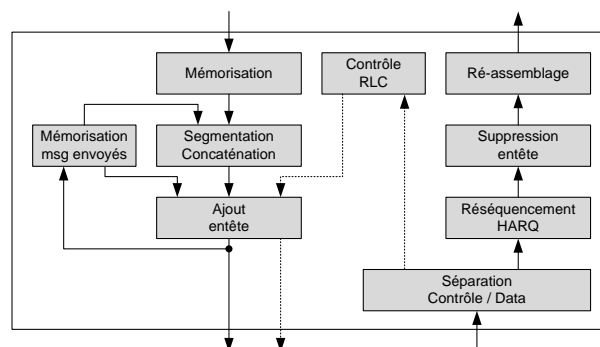 Mémorisation
Contrôle
RLC
Ré-assemblage
Mémorisation
msg envoyés
Segmentation
Concaténation
Suppression
entête
Ajout
entête
Réséquencement
HARQ
Séparation
Contrôle / Data